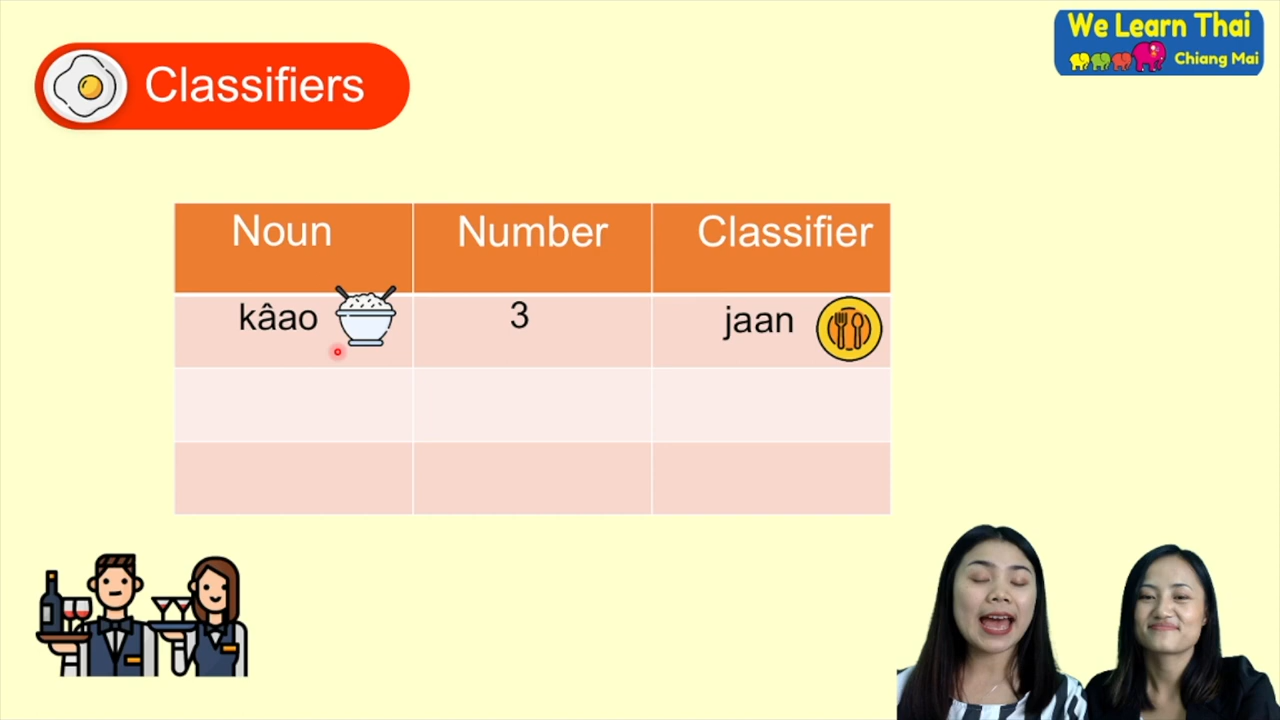 We Learn Thai
Chiang Mai
Classifiers
Noun Number Classifier
kâao 3 jaan